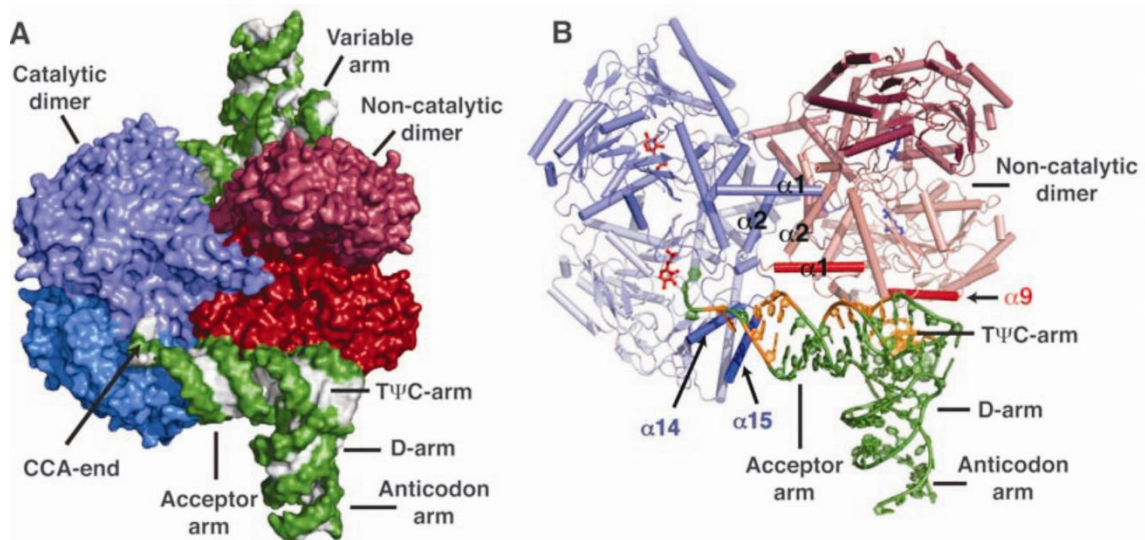 A
Variable
arm
Catalytic
dimer
Non-catalytic
dimer
TΨC-arm
D-arm
CCA-end
Acceptor
arm
Anticodon
arm
B
α1
Non-catalytic
dimer
α2
α2
α1
α9
TΨC-arm
α14
α15
D-arm
Acceptor
arm
Anticodon
arm